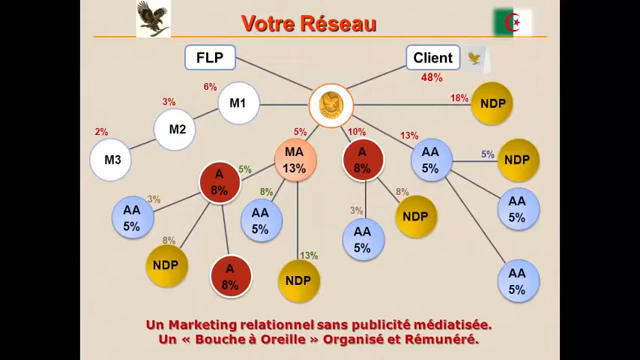 Votre Réseau
FLP
Client
48%
6%
M1
18%
NDP
3%
M2
2%
M3
5%
MA
13%
10%
A
8%
13%
AA
5%
5%
NDP
A
8%
5%
3%
AA
5%
8%
AA
5%
3%
AA
5%
8%
NDP
AA
5%
8%
NDP
A
8%
13%
NDP
AA
5%
Un Marketing relationnel sans publicité médiatisée.
Un « Bouche à Oreille » Organisé et Rémunéré.